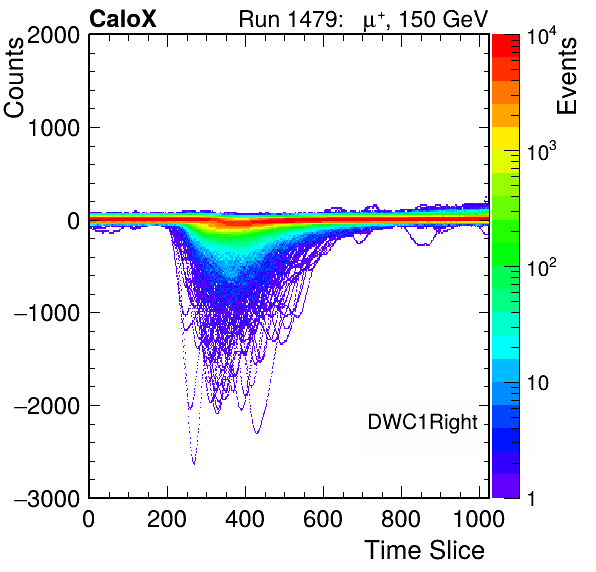 CaloX Run 1479: μ⁺, 150 GeV
Counts
Events
2000
1000
0
−1000
−2000
−3000
0 200 400 600 800 1000
Time Slice
DWC1Right
10⁴
10³
10²
10
1